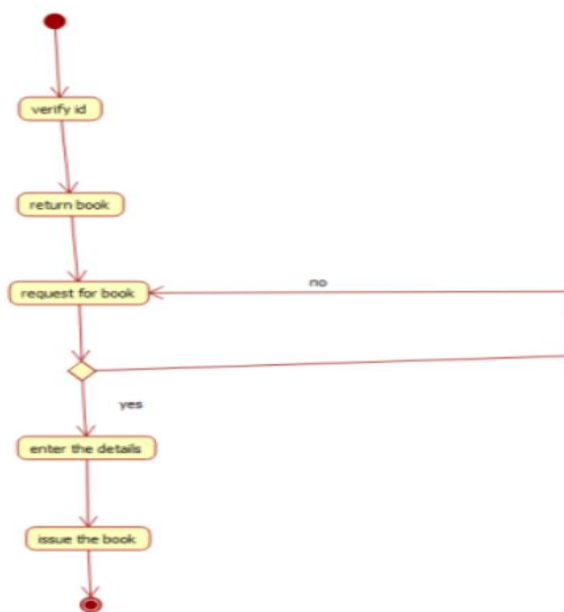 verify id
return book
request for book
no
yes
enter the details
issue the book